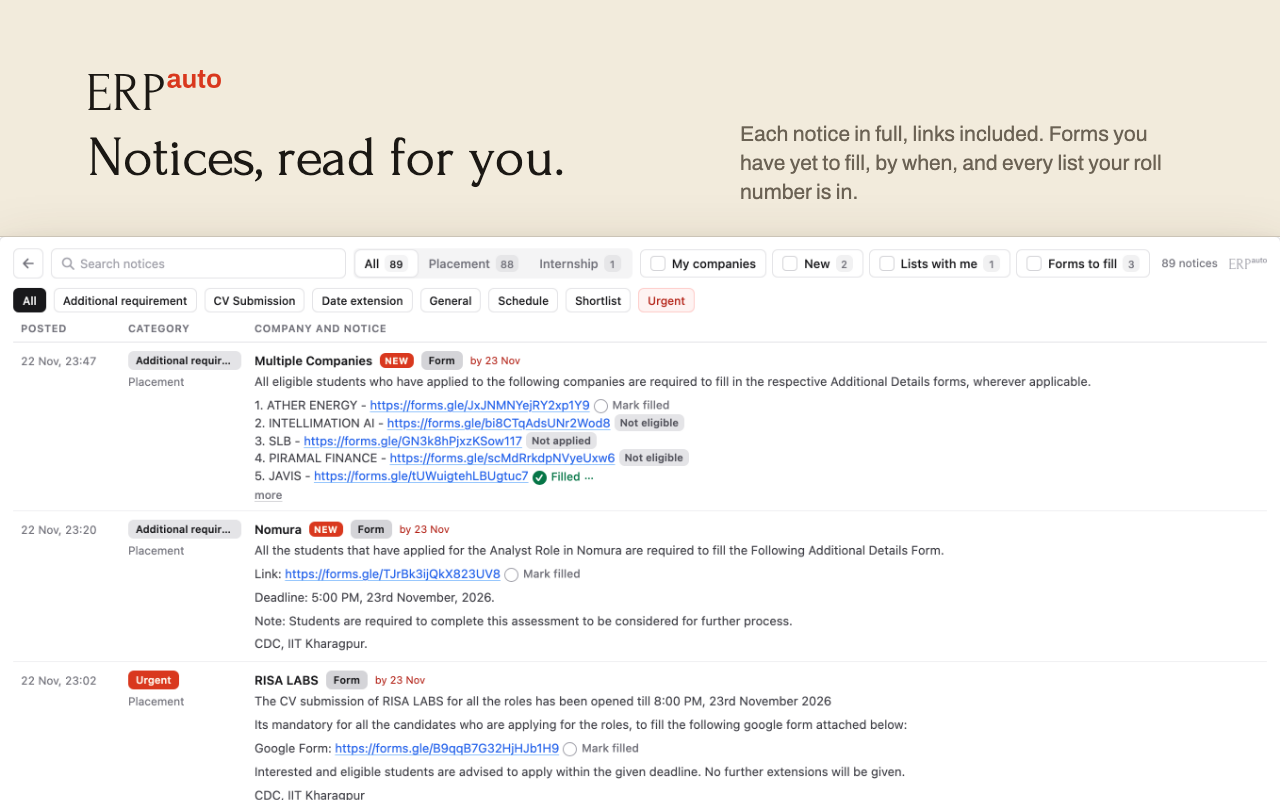 ERPauto
Notices, read for you.
Each notice in full, links included. Forms you
have yet to fill, by when, and every list your roll
number is in.
Search notices
All 89 Placement 88 Internship 1 My companies New 2 Lists with me 1 Forms to fill 3 89 notices ERPauto
All Additional requirement CV Submission Date extension General Schedule Shortlist Urgent
POSTED CATEGORY COMPANY AND NOTICE
22 Nov, 23:47 Additional requir... Multiple Companies NEW Form by 23 Nov
Placement All eligible students who have applied to the following companies are required to fill in the respective Additional Details forms, wherever applicable.
1. ATHER ENERGY - https://forms.gle/JxJNMNYejRY2xp1Y9 Mark filled
2. INTELLIMATION AI - https://forms.gle/bi8CTqAdsUNr2Wod8 Not eligible
3. SLB - https://forms.gle/GN3k8hPjxzKSow117 Not applied
4. PIRAMAL FINANCE - https://forms.gle/scMdRrkdpNVyeUxw6 Not eligible
5. JAVIS - https://forms.gle/tUWuigtehLBUgtuc7 Filled ...
more
22 Nov, 23:20 Additional requir... Nomura NEW Form by 23 Nov
Placement All the students that have applied for the Analyst Role in Nomura are required to fill the Following Additional Details Form.
Link: https://forms.gle/TJrBk3ijQkX823UV8 Mark filled
Deadline: 5:00 PM, 23rd November, 2026.
Note: Students are required to complete this assessment to be considered for further process.
CDC, IIT Kharagpur.
22 Nov, 23:02 Urgent RISA LABS Form by 23 Nov
Placement The CV submission of RISA LABS for all the roles has been opened till 8:00 PM, 23rd November 2026
Its mandatory for all the candidates who are applying for the roles, to fill the following google form attached below:
Google Form: https://forms.gle/B9qqB7G32HjHJb1H9 Mark filled
Interested and eligible students are advised to apply within the given deadline. No further extensions will be given.
CDC, IIT Kharagpur